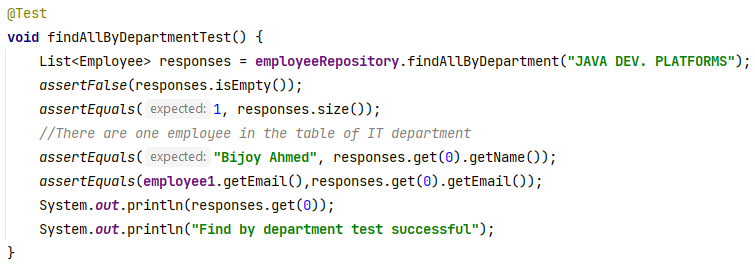 @Test
void findAllByDepartmentTest() {
List<Employee> responses = employeeRepository.findAllByDepartment("JAVA DEV. PLATFORMS");
assertFalse(responses.isEmpty());
assertEquals( expected: 1, responses.size());
//There are one employee in the table of IT department
assertEquals( expected: "Bijoy Ahmed", responses.get(0).getName());
assertEquals(employee1.getEmail(),responses.get(0).getEmail());
System.out.println(responses.get(0));
System.out.println("Find by department test successful");
}